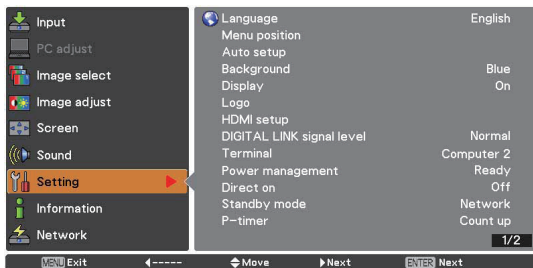 Input
PC adjust
Image select
Image adjust
Screen
Sound
Setting
Information
Network
Language English
Menu position
Auto setup
Background Blue
Display On
Logo
HDMI setup
DIGITAL LINK signal level Normal
Terminal Computer 2
Power management Ready
Direct on Off
Standby mode Network
P-timer Count up
1/2
MENU Exit ----- Move Next ENTER Next